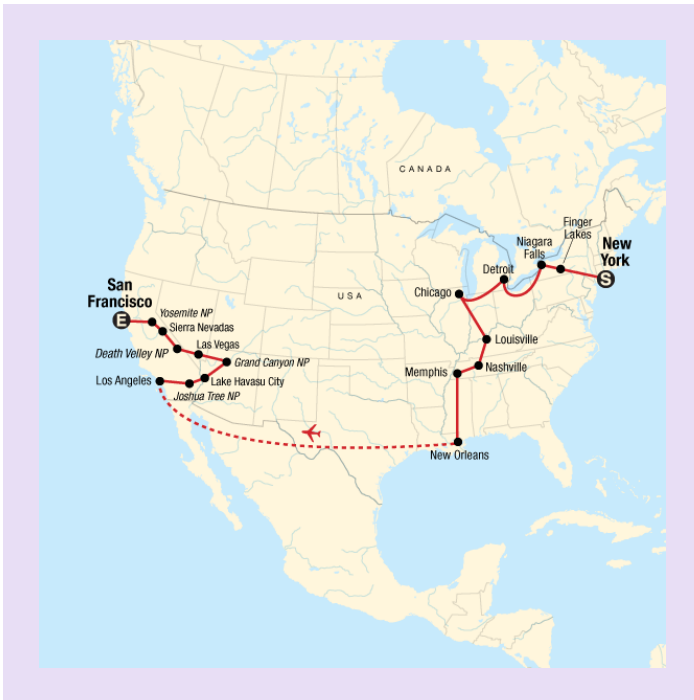 CANADA
Finger
Lakes
Niagara
Falls
New
York
S
Detroit
USA
Chicago
San
Francisco
E
Yosemite NP
Sierra Nevadas
Louisville
Las Vegas
Death Velley NP
Grand Canyon NP
Nashville
Memphis
Los Angeles
Lake Havasu City
Joshua Tree NP
New Orleans